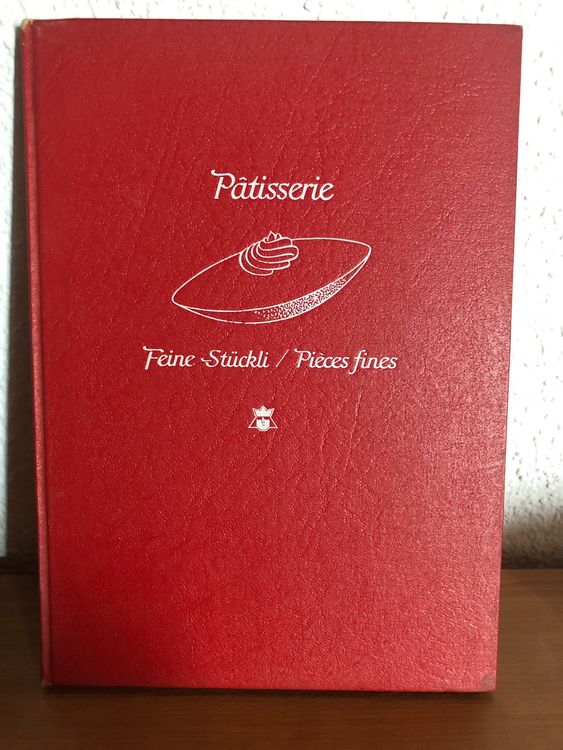 Pâtisserie
Feine Stückli / Pièces fines